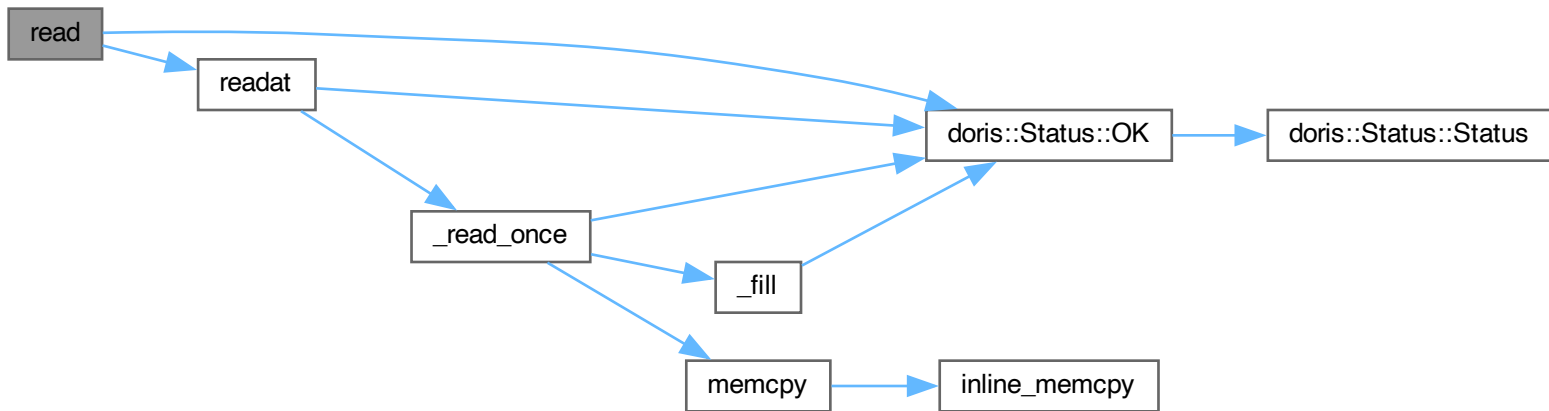 read
readat
doris::Status::OK
doris::Status::Status
_read_once
_fill
memcpy
inline_memcpy